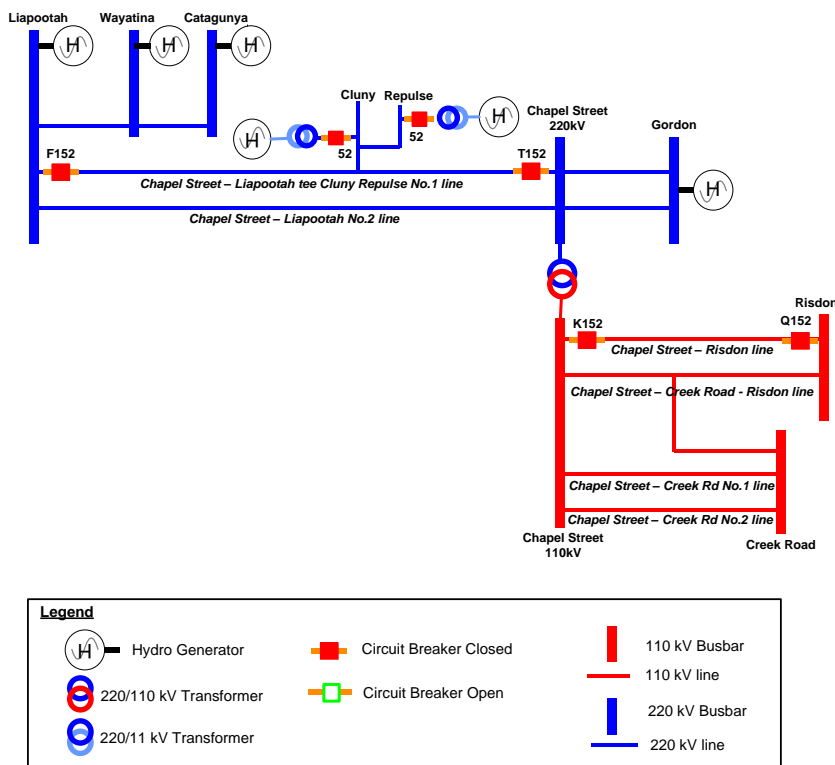 Liapootah
Wayatina
Catagunya
Cluny
Repulse
52
52
Chapel Street
220kV
Gordon
F152
T152
Chapel Street – Liapootah tee Cluny Repulse No.1 line
Chapel Street – Liapootah No.2 line
Risdon
K152
Q152
Chapel Street – Risdon line
Chapel Street – Creek Road - Risdon line
Chapel Street – Creek Rd No.1 line
Chapel Street – Creek Rd No.2 line
Chapel Street
110kV
Creek Road
Legend
Hydro Generator
Circuit Breaker Closed
110 kV Busbar
110 kV line
220/110 kV Transformer
Circuit Breaker Open
220 kV Busbar
220/11 kV Transformer
220 kV line